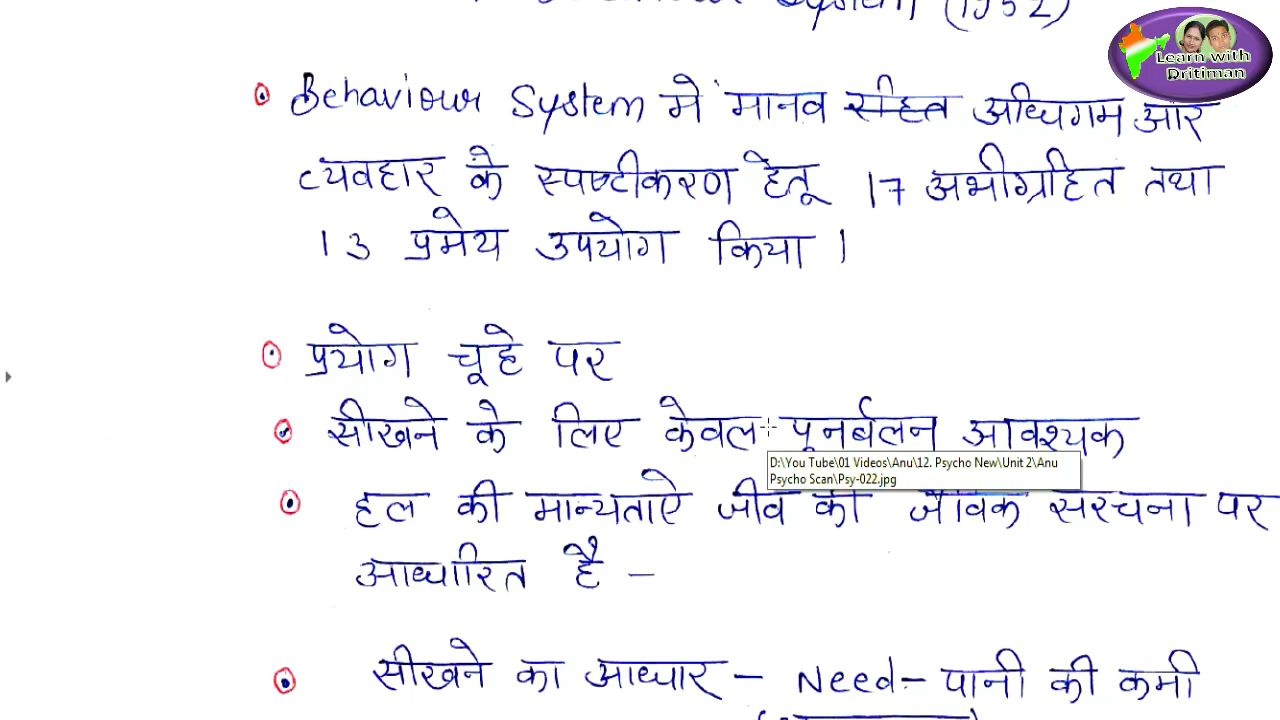 System (1952)
Learn with
Dritiman
Behaviour System मे मानव सहित अधिगम और
व्यवहार के स्पष्टीकरण हेतू 17 अभीग्रहित तथा
13 प्रमेय उपयोग किया।
प्रयोग चूहे पर
सीखने के लिए केवल पूनर्बलन आवश्यक
D:\You Tube\01 Videos\Anu\12. Psycho New\Unit 2\Anu
Psycho Scan\Psy-022.jpg
हल की मान्यताऐ जीव की जैविक संरचना पर
आधारित है –
सीखने का आधार – Need – पानी की कमी